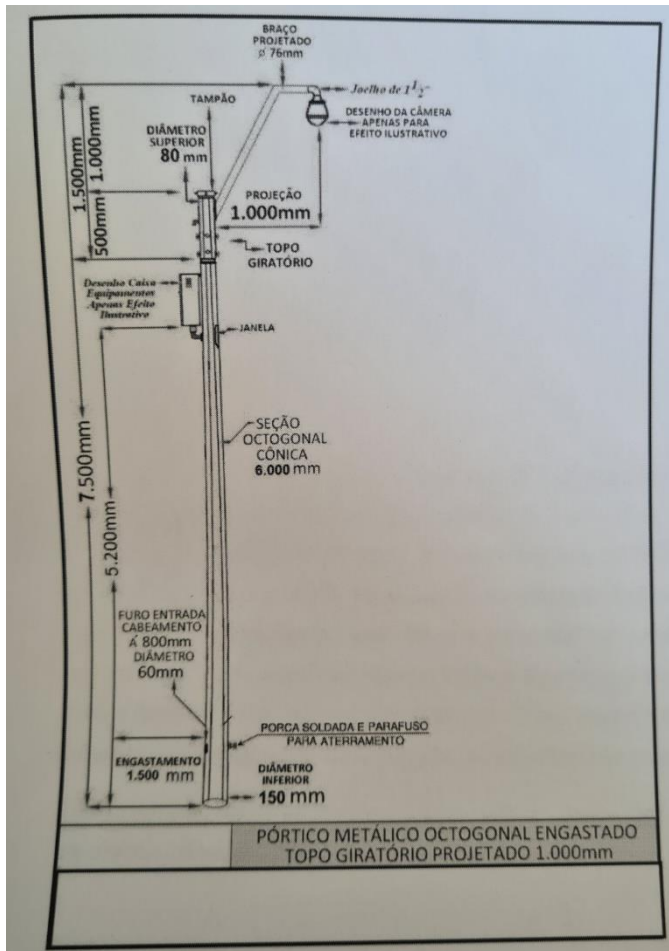 BRAÇO
PROJETADO
ø 76mm
Joelho de 1 1/2"
TAMPÃO
DESENHO DA CÂMERA
APENAS PARA
EFEITO ILUSTRATIVO
DIÂMETRO
SUPERIOR
80 mm
1.500mm
1.000mm
500mm
PROJEÇÃO
1.000mm
TOPO
GIRATÓRIO
Desenho Caixa
Equipamentos
Apenas Efeito
Ilustrativo
JANELA
SEÇÃO
OCTOGONAL
CÔNICA
6.000 mm
7.500mm
5.200mm
FURO ENTRADA
CABEAMENTO
Á 800mm
DIÂMETRO
60mm
PORCA SOLDADA E PARAFUSO
PARA ATERRAMENTO
ENGASTAMENTO
1.500 mm
DIÂMETRO
INFERIOR
150 mm
PÓRTICO METÁLICO OCTOGONAL ENGASTADO
TOPO GIRATÓRIO PROJETADO 1.000mm